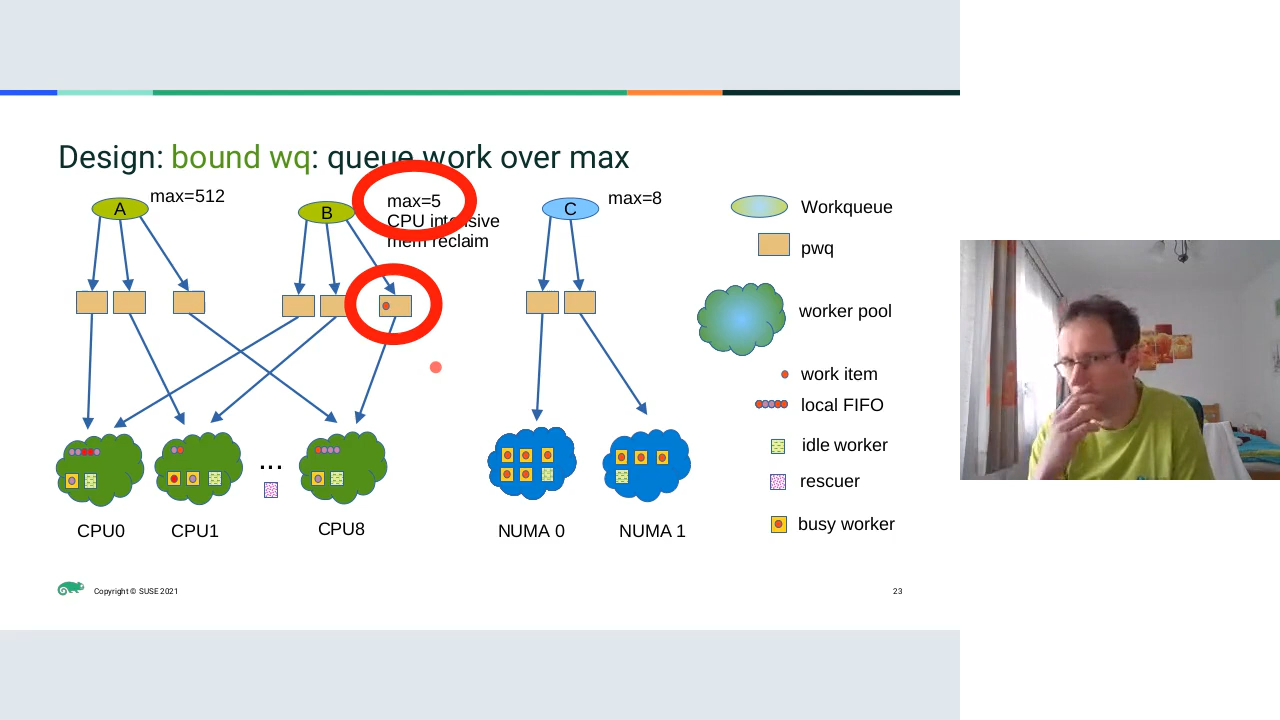 Design: bound wq: queue work over max
A
max=512
B
max=5
CPU intensive
mem reclaim
C
max=8
Workqueue
pwq
worker pool
work item
local FIFO
idle worker
rescuer
busy worker
...
CPU0
CPU1
CPU8
NUMA 0
NUMA 1
Copyright © SUSE 2021
23